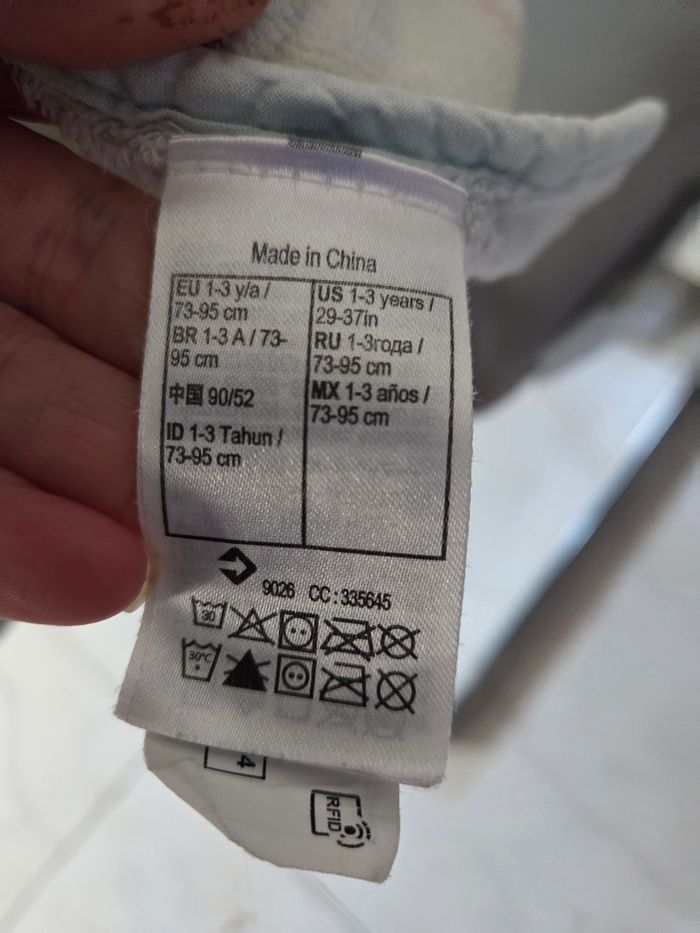 Made in China
EU 1-3 y/a /
73-95 cm
BR 1-3 A / 73-
95 cm
中国 90/52
ID 1-3 Tahun /
73-95 cm
US 1-3 years /
29-37in
RU 1-3года /
73-95 cm
MX 1-3 años /
73-95 cm
9026 CC:335645
30
30°C
4
RFID